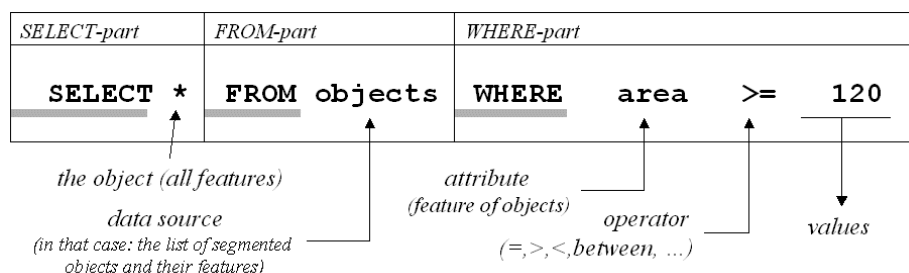 SELECT-part FROM-part WHERE-part
SELECT * FROM objects WHERE area >= 120
the object (all features)
data source
(in that case: the list of segmented
objects and their features)
attribute
(feature of objects)
operator
(=,>,<,between, ...)
values